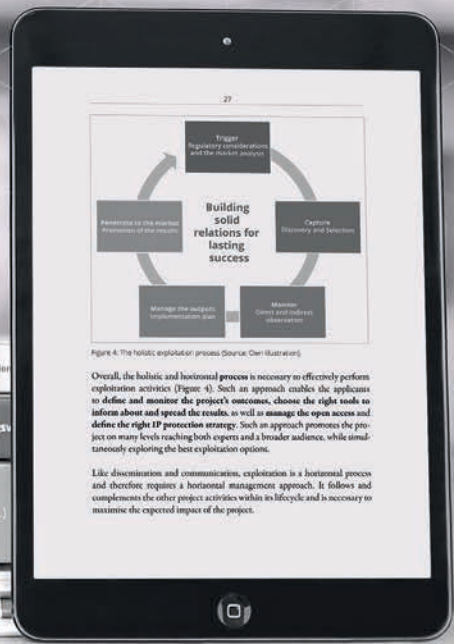 27
Trigger
Regulatory considerations
and the market analysis
Capture
Discovery and Selection
Monitor
Direct and indirect
observation
Manage the outputs
Implementation plan
Penetrate to the market
Promotion of the results
Building
solid
relations for
lasting
success
Figure 4: The holistic exploitation process (Source: Own illustration).
Overall, the holistic and horizontal process is necessary to effectively perform
exploitation activities (Figure 4). Such an approach enables the applicants
to define and monitor the project's outcomes, choose the right tools to
inform about and spread the results, as well as manage the open access and
define the right IP protection strategy. Such an approach promotes the pro-
ject on many levels reaching both experts and a broader audience, while simul-
taneously exploring the best exploitation options.
Like dissemination and communication, exploitation is a horizontal process
and therefore requires a horizontal management approach. It follows and
complements the other project activities within its lifecycle and is necessary to
maximise the expected impact of the project.